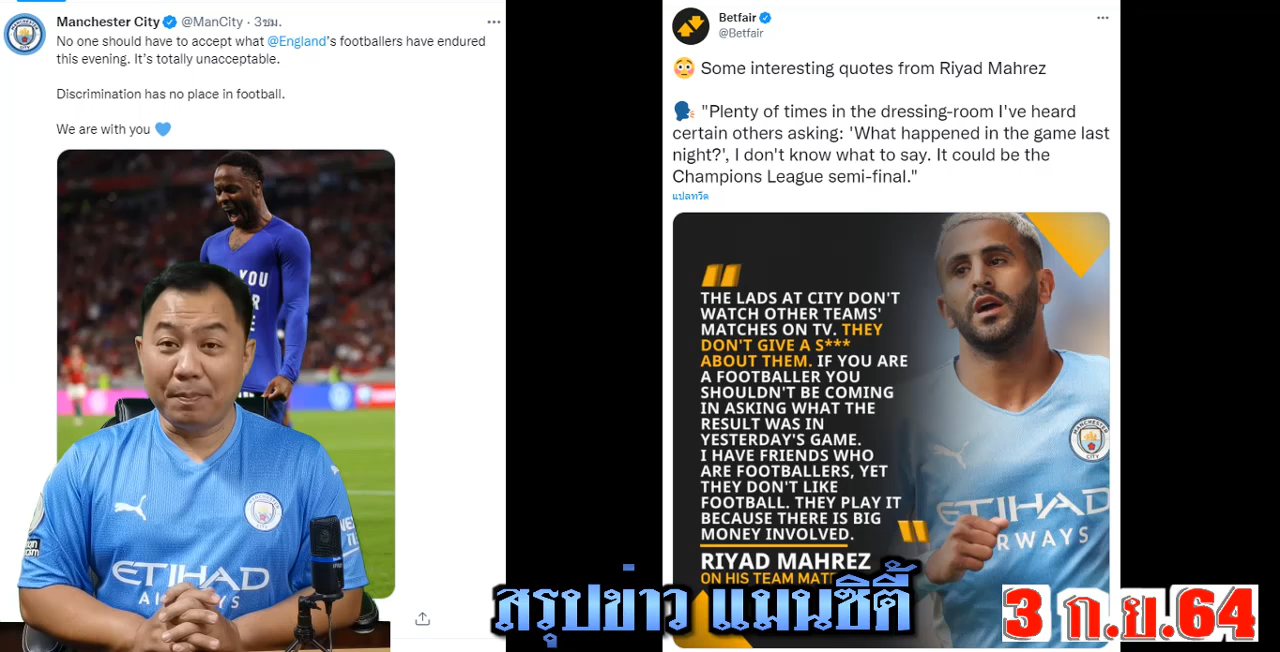 Manchester City @ManCity · 3ชม.
No one should have to accept what @England's footballers have endured
this evening. It's totally unacceptable.
Discrimination has no place in football.
We are with you 💙
YOU
ETIHAD
Betfair
@Betfair
😳 Some interesting quotes from Riyad Mahrez
🗣 "Plenty of times in the dressing-room I've heard
certain others asking: 'What happened in the game last
night?', I don't know what to say. It could be the
Champions League semi-final."
แปลทวีต
THE LADS AT CITY DON'T
WATCH OTHER TEAMS'
MATCHES ON TV. THEY
DON'T GIVE A S***
ABOUT THEM. IF YOU ARE
A FOOTBALLER YOU
SHOULDN'T BE COMING
IN ASKING WHAT THE
RESULT WAS IN
YESTERDAY'S GAME.
I HAVE FRIENDS WHO
ARE FOOTBALLERS, YET
THEY DON'T LIKE
FOOTBALL. THEY PLAY IT
BECAUSE THERE IS BIG
MONEY INVOLVED.
RIYAD MAHREZ
ON HIS TEAM
ETIHAD
สรุปข่าว แมนซิตี้
3 ก.ย.64